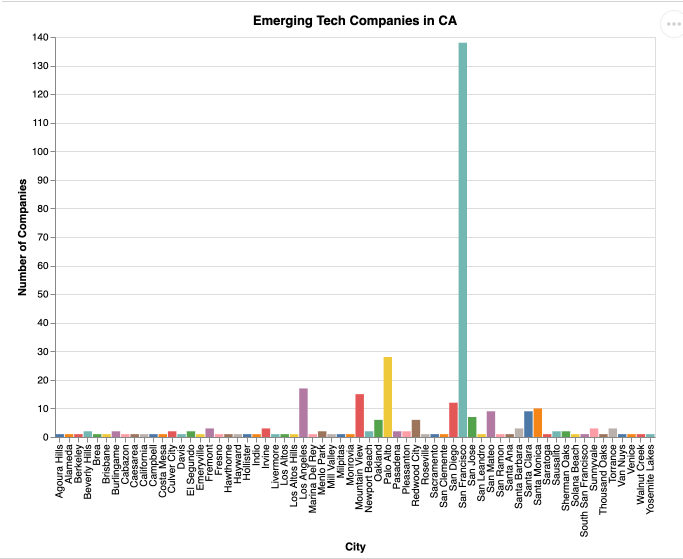 Emerging Tech Companies in CA
140
130
120
110
100
90
80
70
60
50
40
30
20
10
0
Number of Companies
Agoura Hills
Alameda
Berkeley
Beverly Hills
Brea
Brisbane
Burlingame
Cabazon
Caesarea
California
Campbell
Costa Mesa
Culver City
Davis
El Segundo
Emeryville
Fremont
Fresno
Hawthorne
Hayward
Hollister
Indio
Irvine
Livermore
Los Altos
Los Altos Hills
Los Angeles
Marina Del Rey
Menlo Park
Mill Valley
Milpitas
Monrovia
Mountain View
Newport Beach
Oakland
Palo Alto
Pasadena
Pleasanton
Redwood City
Roseville
Sacramento
San Clemente
San Diego
San Francisco
San Jose
San Leandro
San Mateo
San Ramon
Santa Ana
Santa Barbara
Santa Clara
Santa Monica
Saratoga
Sausalito
Sherman Oaks
Solana Beach
South San Francisco
Sunnyvale
Thousand Oaks
Torrance
Van Nuys
Venice
Walnut Creek
Yosemite Lakes
City